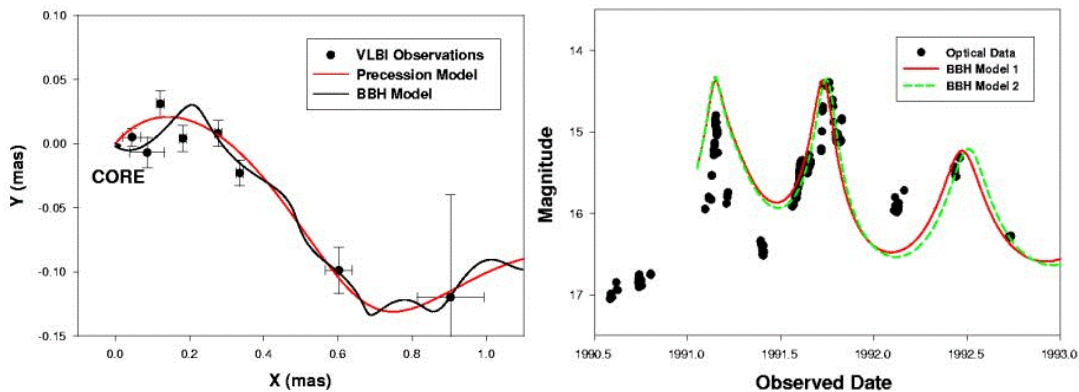 0.10
0.05
0.00
-0.05
-0.10
-0.15
Y (mas)
VLBI Observations
Precession Model
BBH Model
CORE
0.0 0.2 0.4 0.6 0.8 1.0
X (mas)
14
15
16
17
Magnitude
Optical Data
BBH Model 1
BBH Model 2
1990.5 1991.0 1991.5 1992.0 1992.5 1993.0
Observed Date